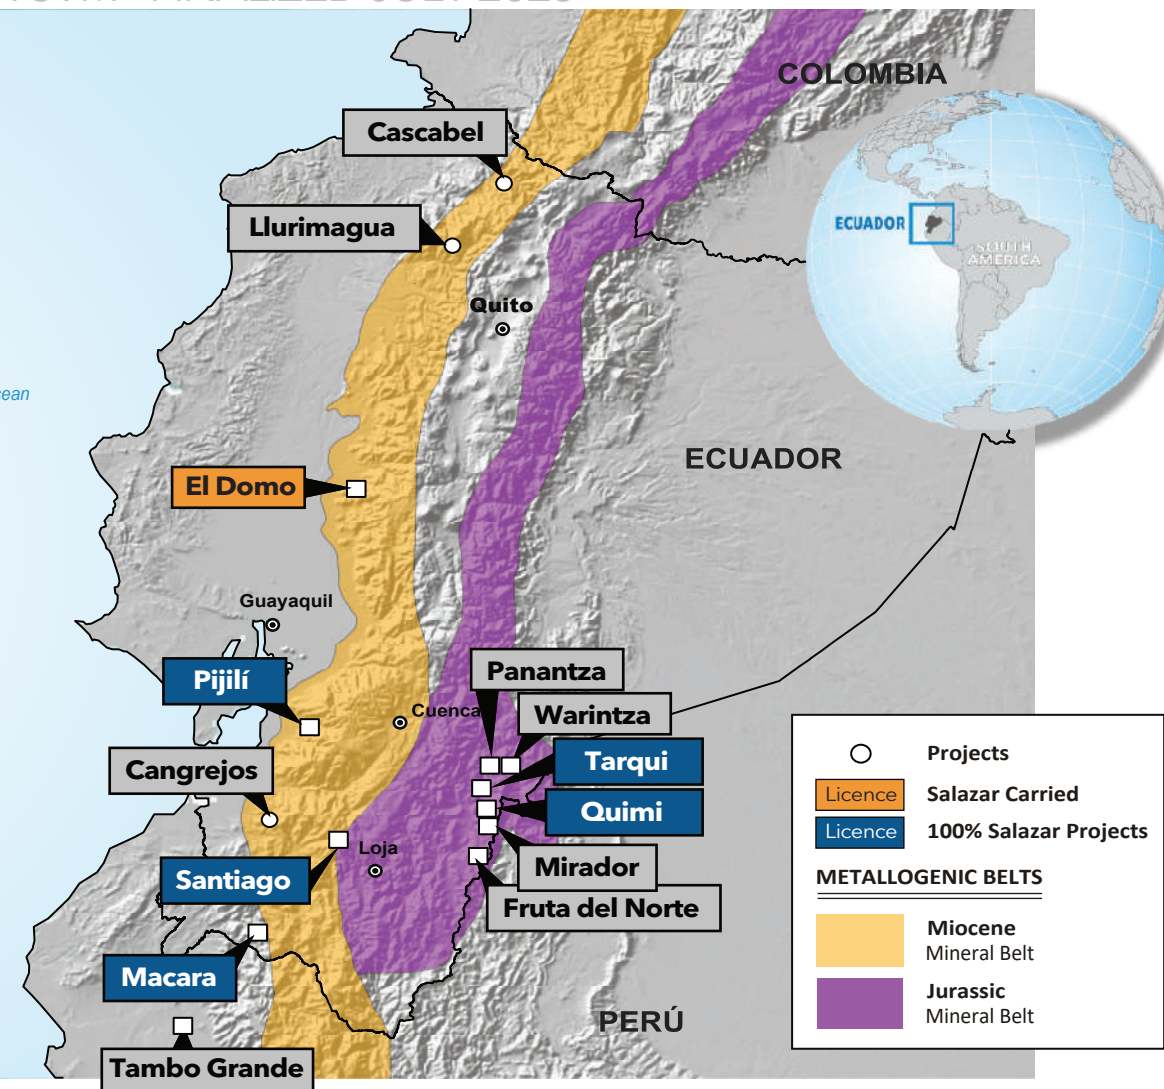 COLOMBIA
Cascabel
Llurimagua
ECUADOR
SOUTH
AMERICA
Quito
ECUADOR
El Domo
Guayaquil
Pijilí
Panantza
Cuenca
Warintza
Tarqui
Cangrejos
Quimi
Loja
Mirador
Santiago
Fruta del Norte
Macara
PERÚ
Tambo Grande
Projects
Licence Salazar Carried
Licence 100% Salazar Projects
METALLOGENIC BELTS
Miocene
Mineral Belt
Jurassic
Mineral Belt